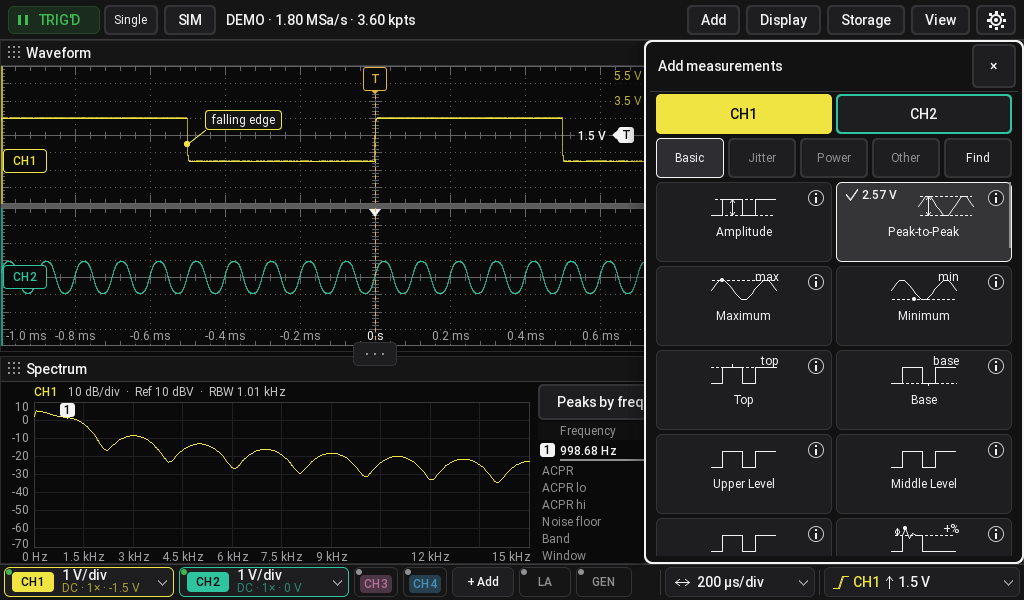 TRIG'D Single SIM DEMO · 1.80 MSa/s · 3.60 kpts Add Display Storage View
Waveform
Add measurements ×
CH1 CH2
Basic Jitter Power Other Find
2.57 V
Amplitude Peak-to-Peak
max min
Maximum Minimum
top base
Top Base
Upper Level Middle Level
+%
T
5.5 V
3.5 V
falling edge
1.5 V T
CH1
CH2
-1.0 ms -0.8 ms -0.6 ms -0.4 ms -0.2 ms 0 s 0.2 ms 0.4 ms 0.6 ms
Spectrum
CH1 10 dB/div · Ref 10 dBV · RBW 1.01 kHz
1
10
0
-10
-20
-30
-40
-50
-60
-70
0 Hz 1.5 kHz 3 kHz 4.5 kHz 6 kHz 7.5 kHz 9 kHz 12 kHz 15 kHz
Peaks by freq
Frequency
1 998.68 Hz
ACPR
ACPR lo
ACPR hi
Noise floor
Band
Window
CH1 1 V/div DC · 1× · -1.5 V
CH2 1 V/div DC · 1× · 0 V
CH3 CH4 + Add LA GEN 200 µs/div CH1 1.5 V